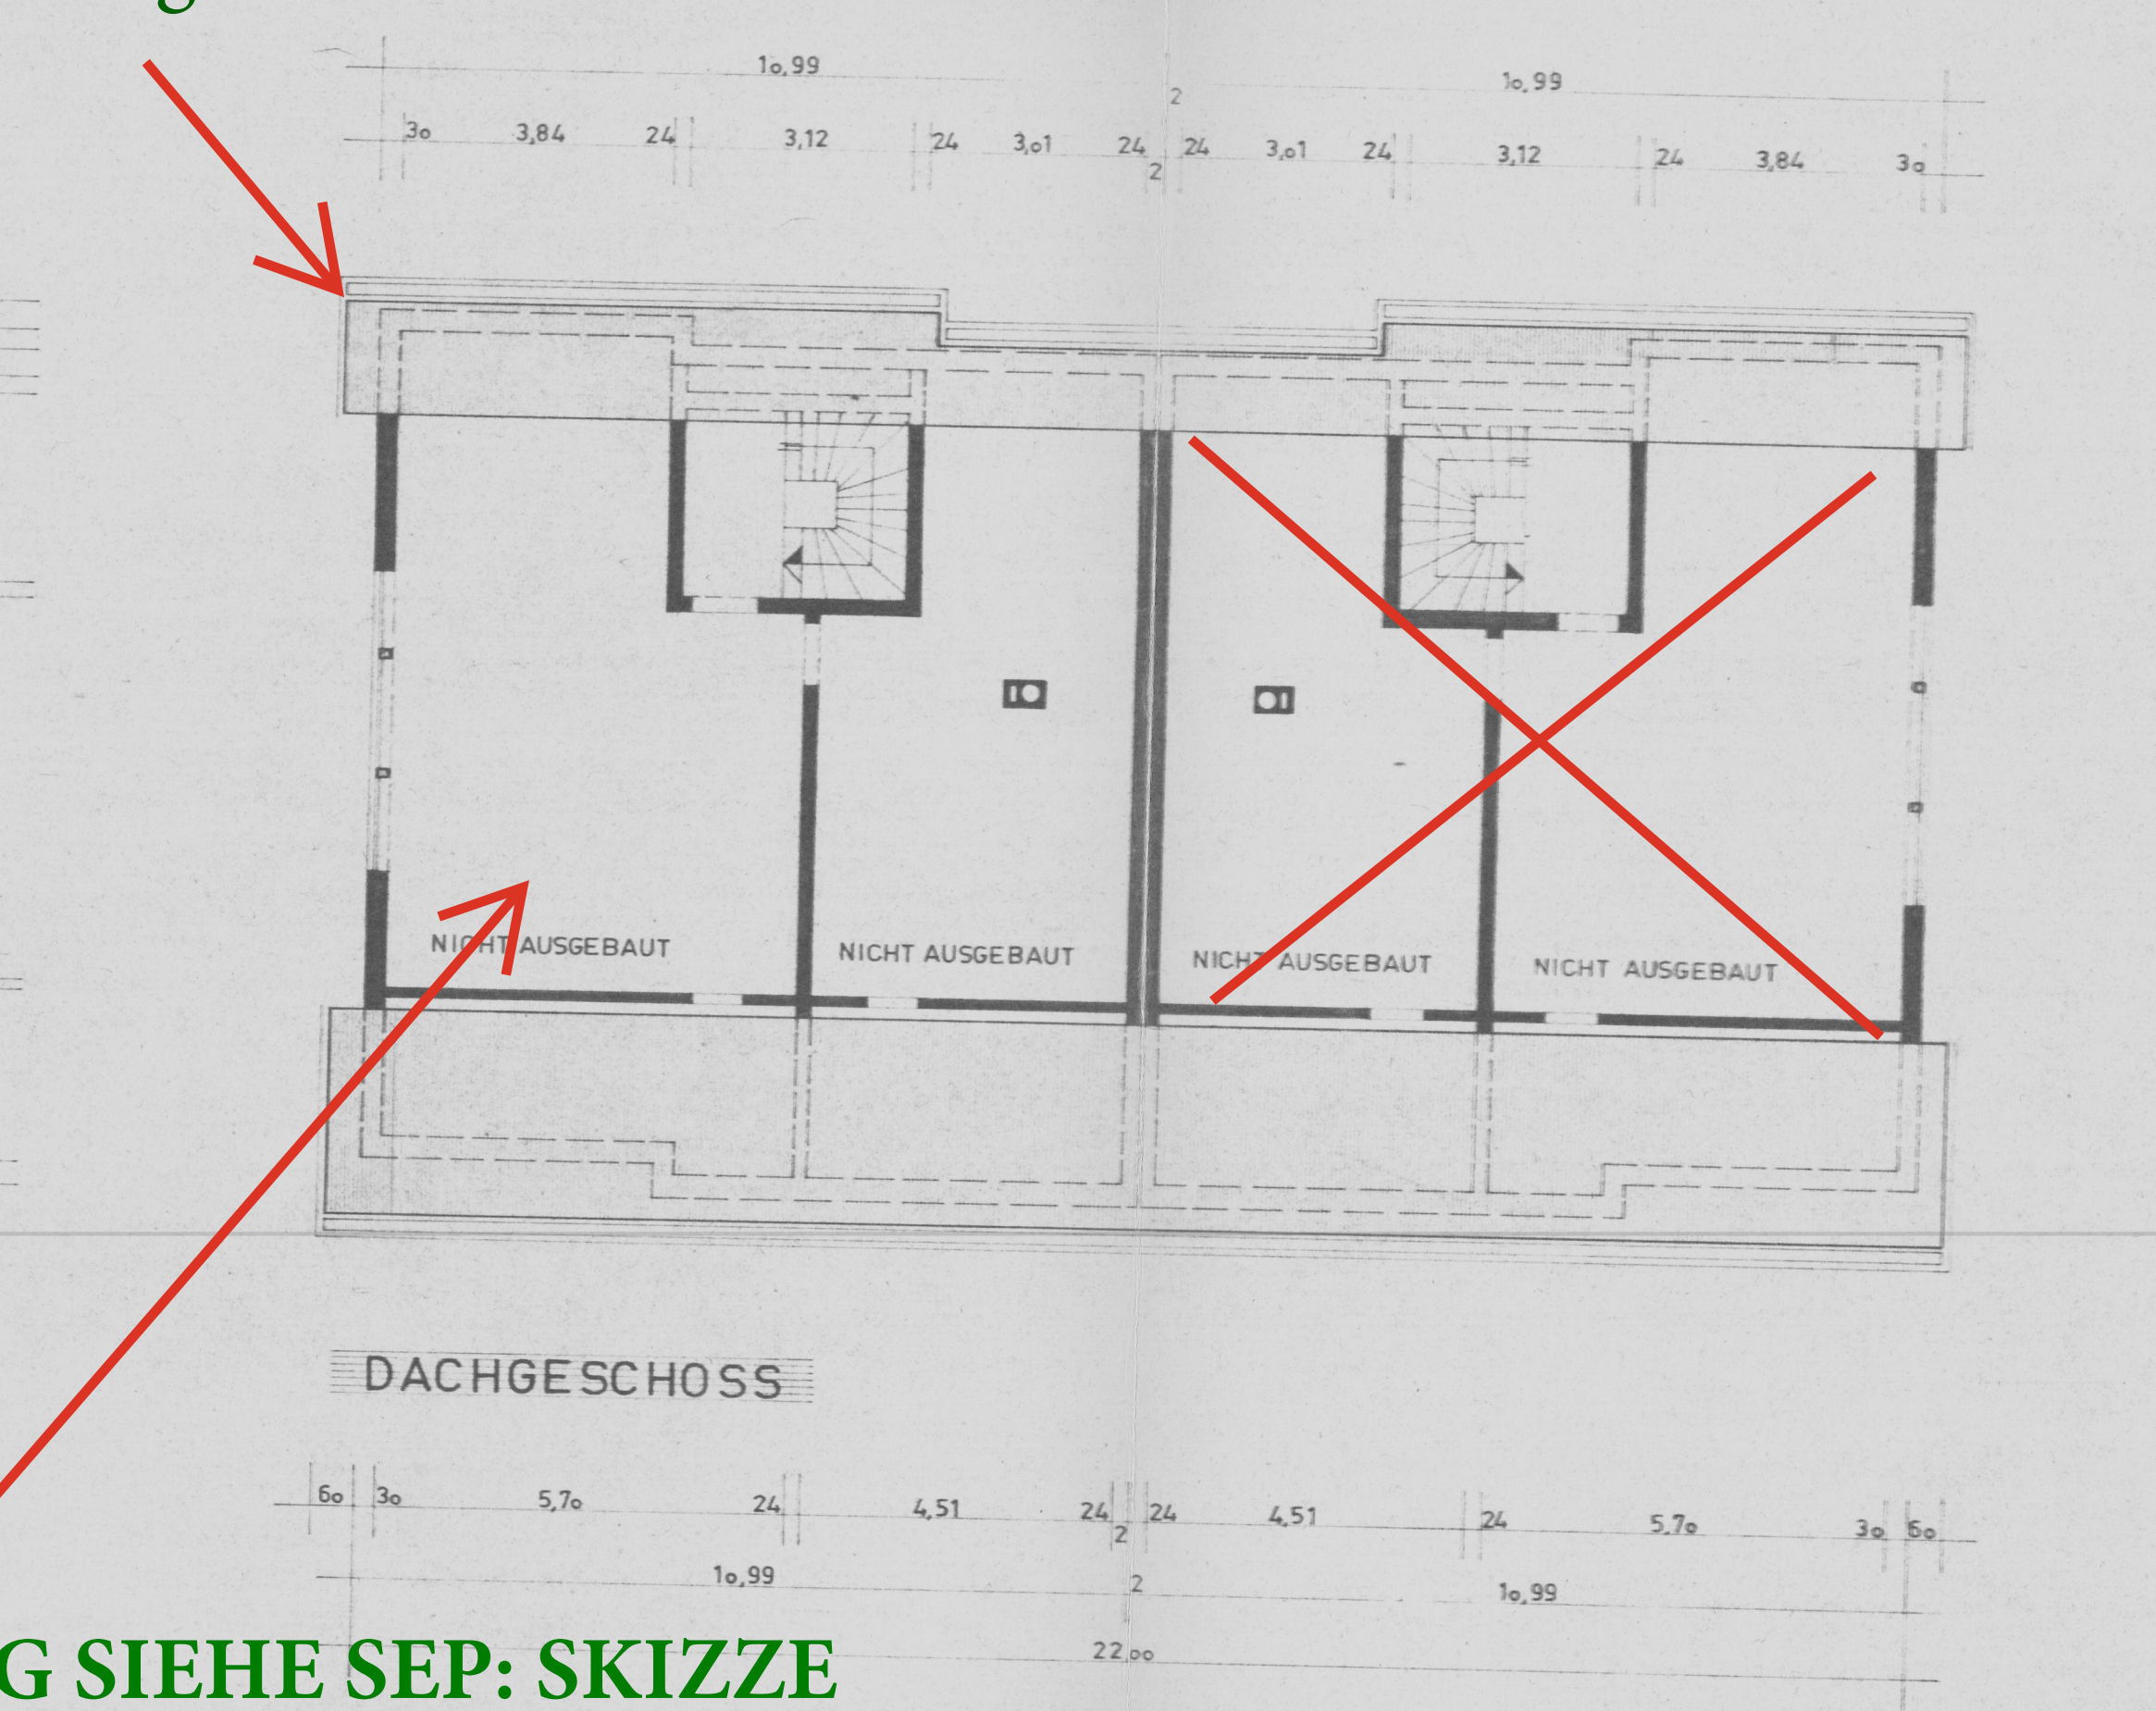 10,99 10,99
2
30 3,84 24 3,12 24 3,01 24 24 3,01 24 3,12 24 3,84 30
2
NICHT AUSGEBAUT NICHT AUSGEBAUT NICHT AUSGEBAUT NICHT AUSGEBAUT
DACHGESCHOSS
60 30 5,70 24 4,51 24 24 4,51 24 5,70 30 60
2
10,99 2 10,99
22,00
G SIEHE SEP: SKIZZE